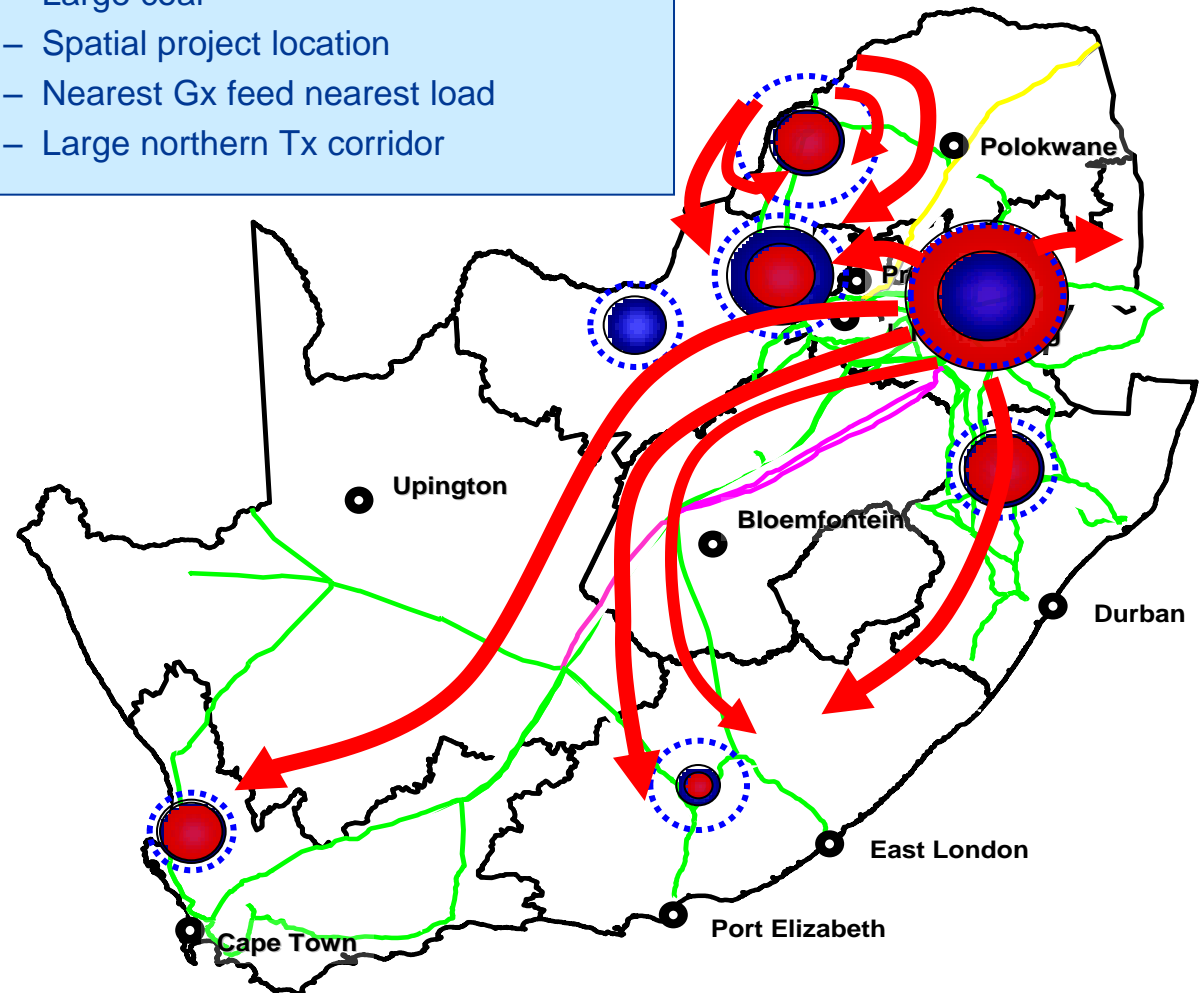 – Spatial project location
– Nearest Gx feed nearest load
– Large northern Tx corridor
Polokwane
Upington
Bloemfontein
Durban
East London
Port Elizabeth
Cape Town